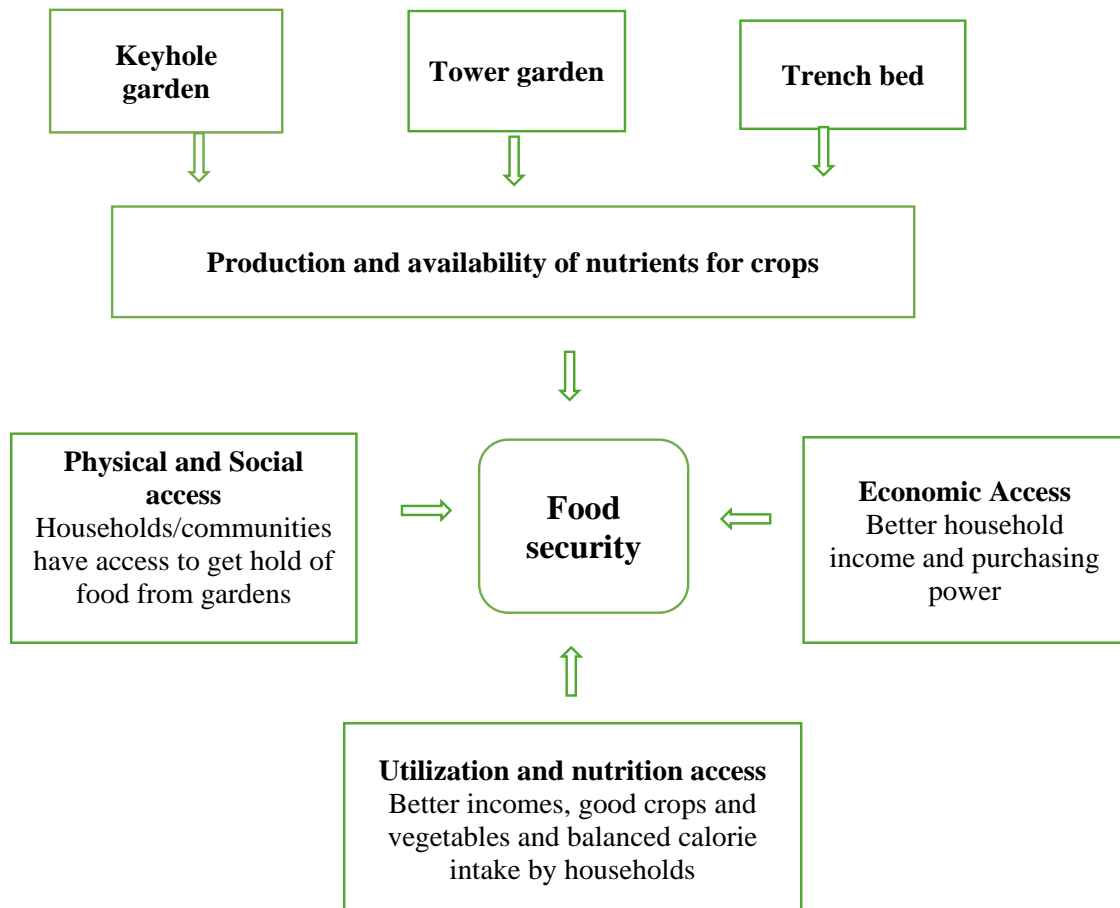 Keyhole
garden
Tower garden
Trench bed
Production and availability of nutrients for crops
Physical and Social
access
Households/communities
have access to get hold of
food from gardens
Food
security
Economic Access
Better household
income and purchasing
power
Utilization and nutrition access
Better incomes, good crops and
vegetables and balanced calorie
intake by households